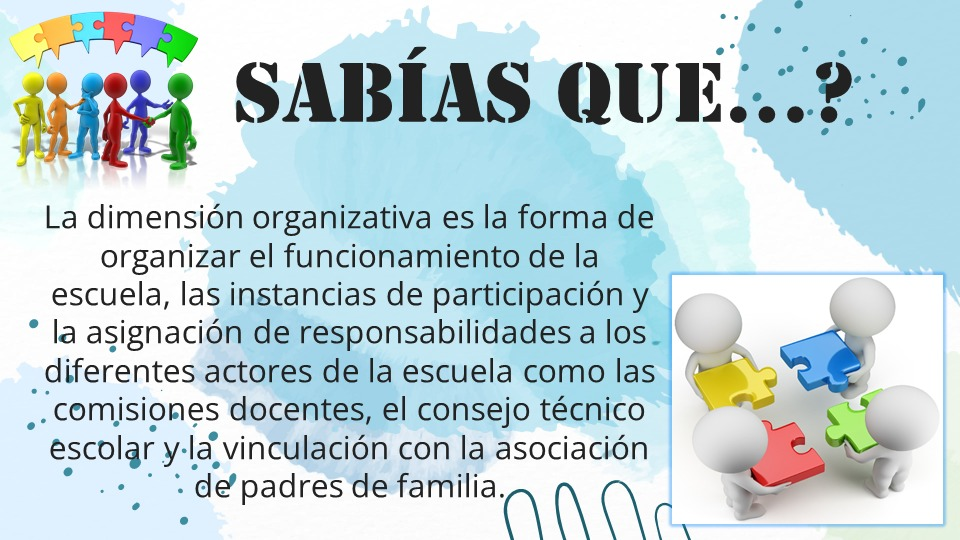 SABÍAS QUE...?
La dimensión organizativa es la forma de
organizar el funcionamiento de la
escuela, las instancias de participación y
la asignación de responsabilidades a los
diferentes actores de la escuela como las
comisiones docentes, el consejo técnico
escolar y la vinculación con la asociación
de padres de familia.